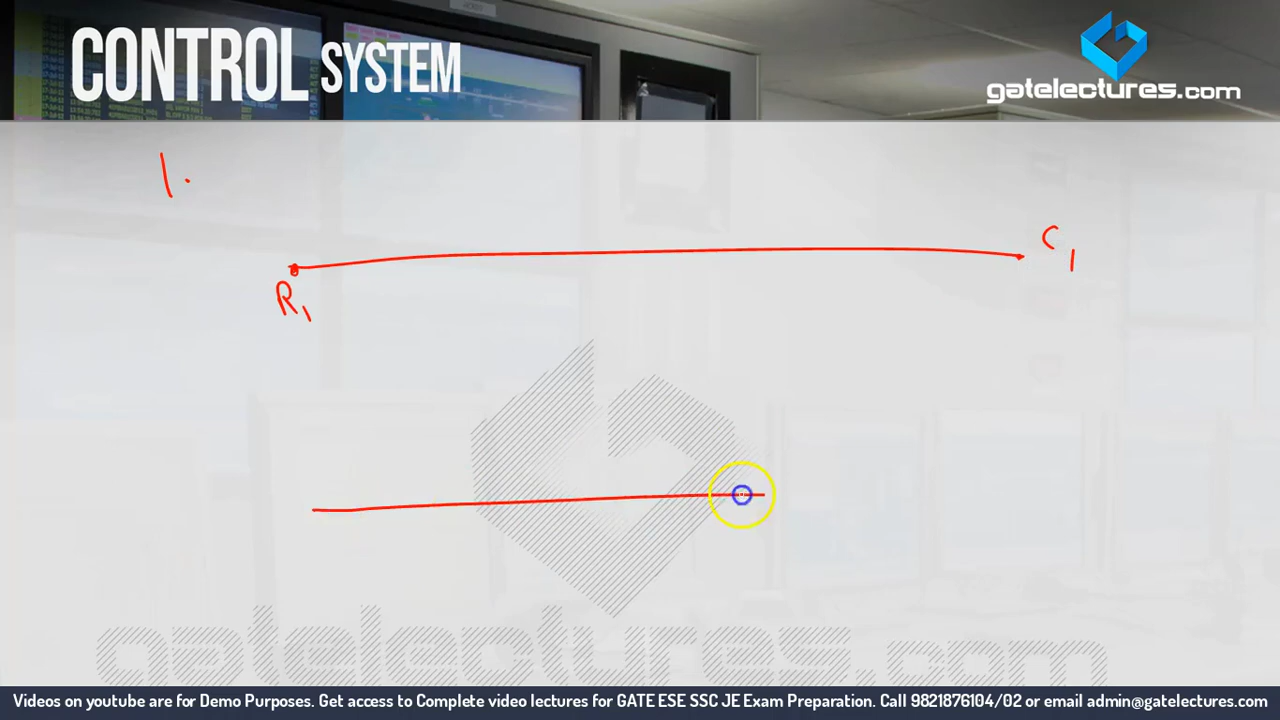 CONTROL SYSTEM
gatelectures.com
1.
C1
R1
gatelectures.com
Videos on youtube are for Demo Purposes. Get access to Complete video lectures for GATE ESE SSC JE Exam Preparation. Call 9821876104/02 or email admin@gatelectures.com